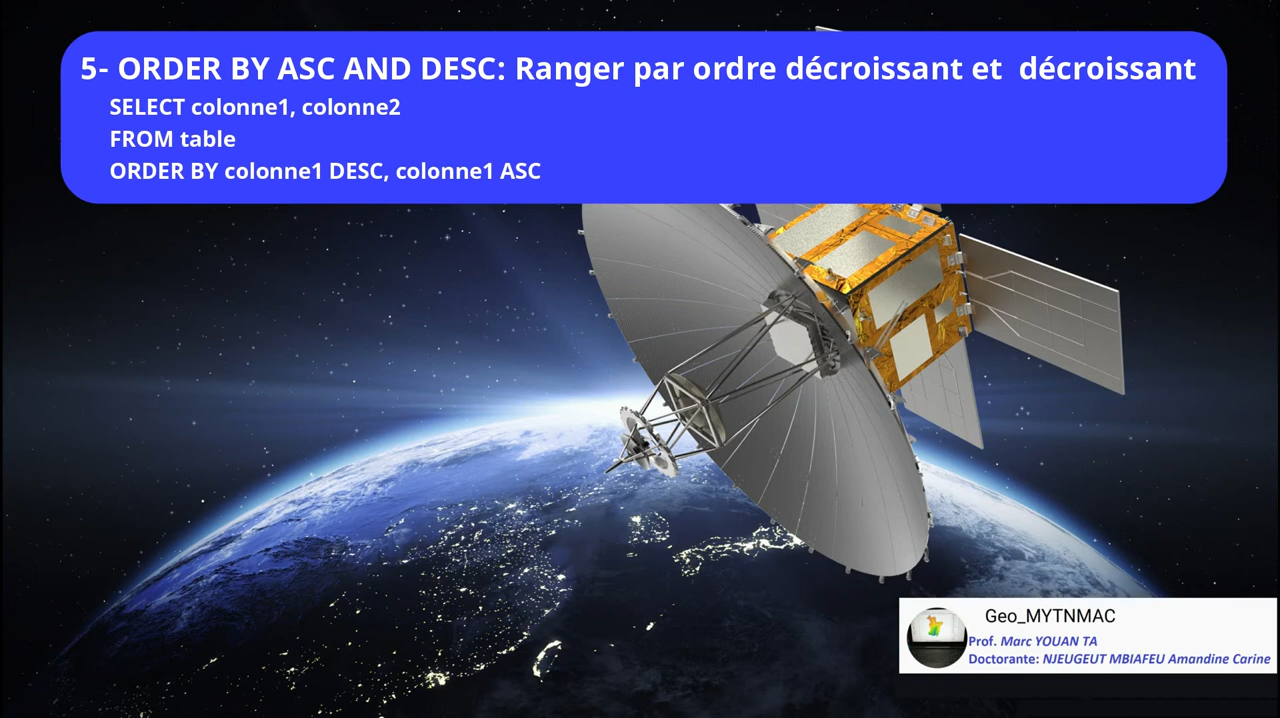 5- ORDER BY ASC AND DESC: Ranger par ordre décroissant et  décroissant
SELECT colonne1, colonne2
FROM table
ORDER BY colonne1 DESC, colonne1 ASC
Geo_MYTNMAC
Prof. Marc YOUAN TA
Doctorante: NJEUGEUT MBIAFEU Amandine Carine